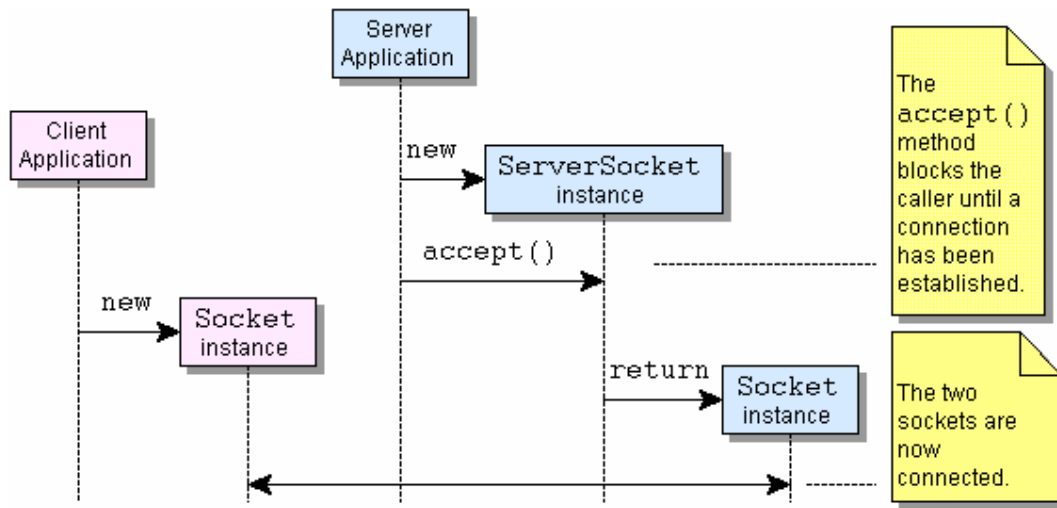 Server
Application
Client
Application
new
ServerSocket
instance
accept()
new
Socket
instance
return
Socket
instance
The
accept()
method
blocks the
caller until a
connection
has been
established.
The two
sockets are
now
connected.